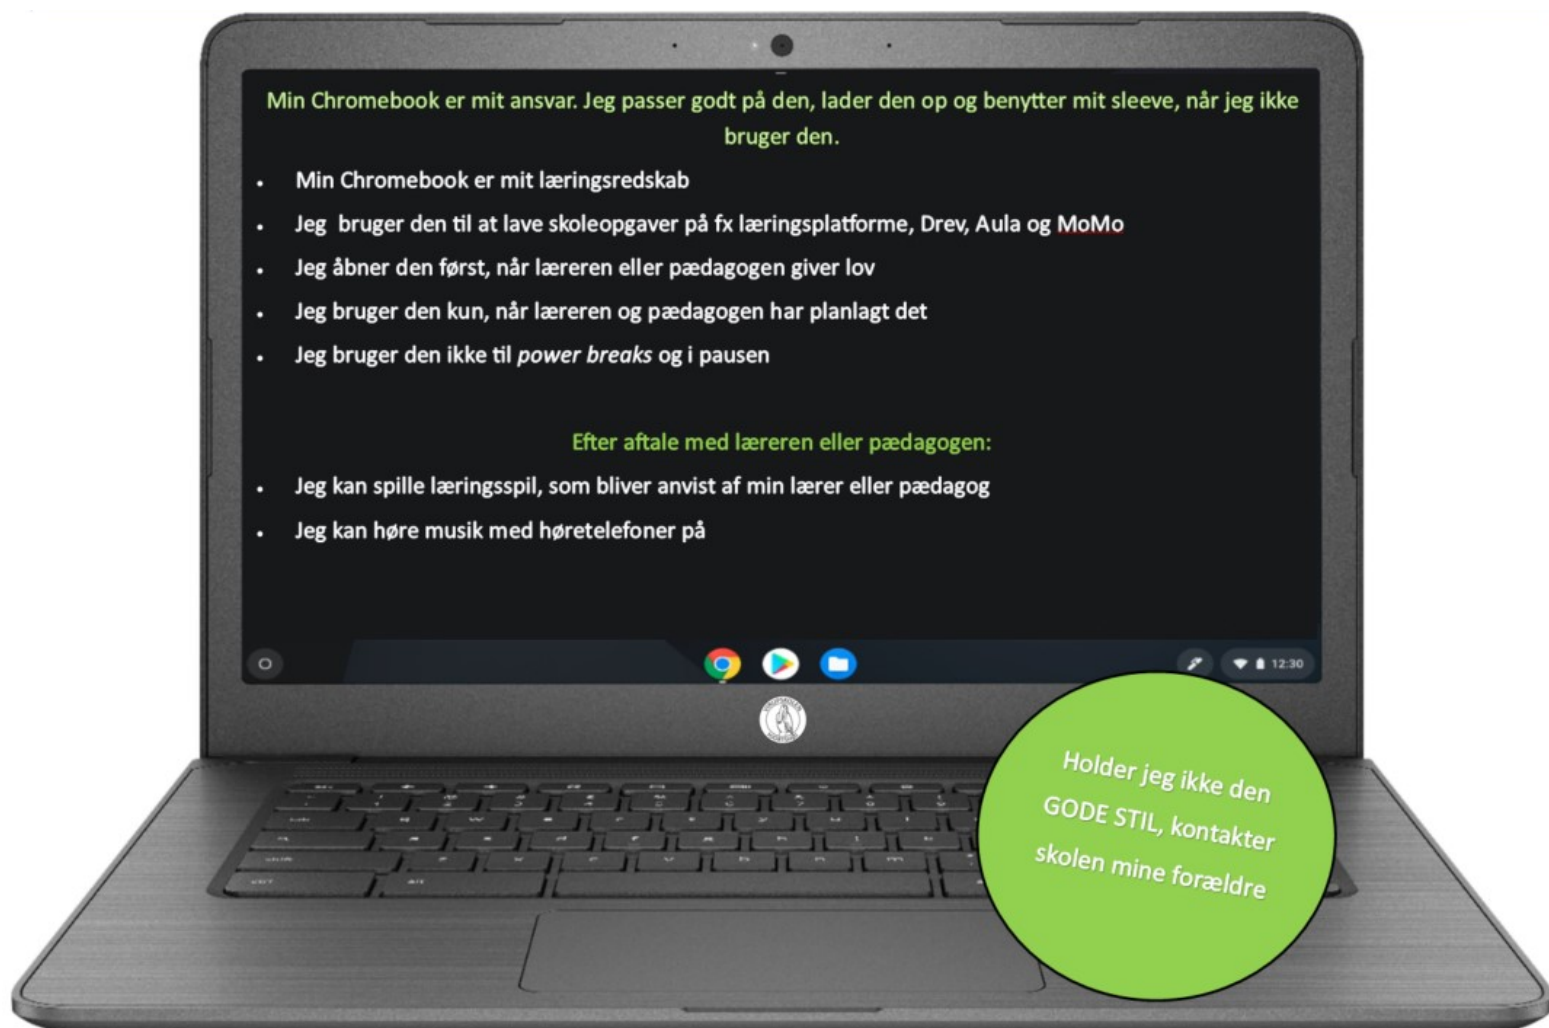 Min Chromebook er mit ansvar. Jeg passer godt på den, lader den op og benytter mit sleeve, når jeg ikke
bruger den.
• Min Chromebook er mit læringsredskab
• Jeg bruger den til at lave skoleopgaver på fx læringsplatforme, Drev, Aula og MoMo
• Jeg åbner den først, når læreren eller pædagogen giver lov
• Jeg bruger den kun, når læreren og pædagogen har planlagt det
• Jeg bruger den ikke til power breaks og i pausen
Efter aftale med læreren eller pædagogen:
• Jeg kan spille læringsspil, som bliver anvist af min lærer eller pædagog
• Jeg kan høre musik med høretelefoner på
12:30
Holder jeg ikke den
GODE STIL, kontakter
skolen mine forældre